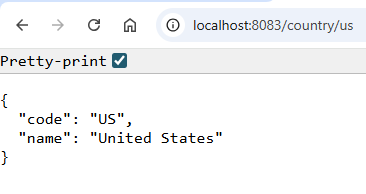 localhost:8083/country/us
Pretty-print
{
  "code": "US",
  "name": "United States"
}